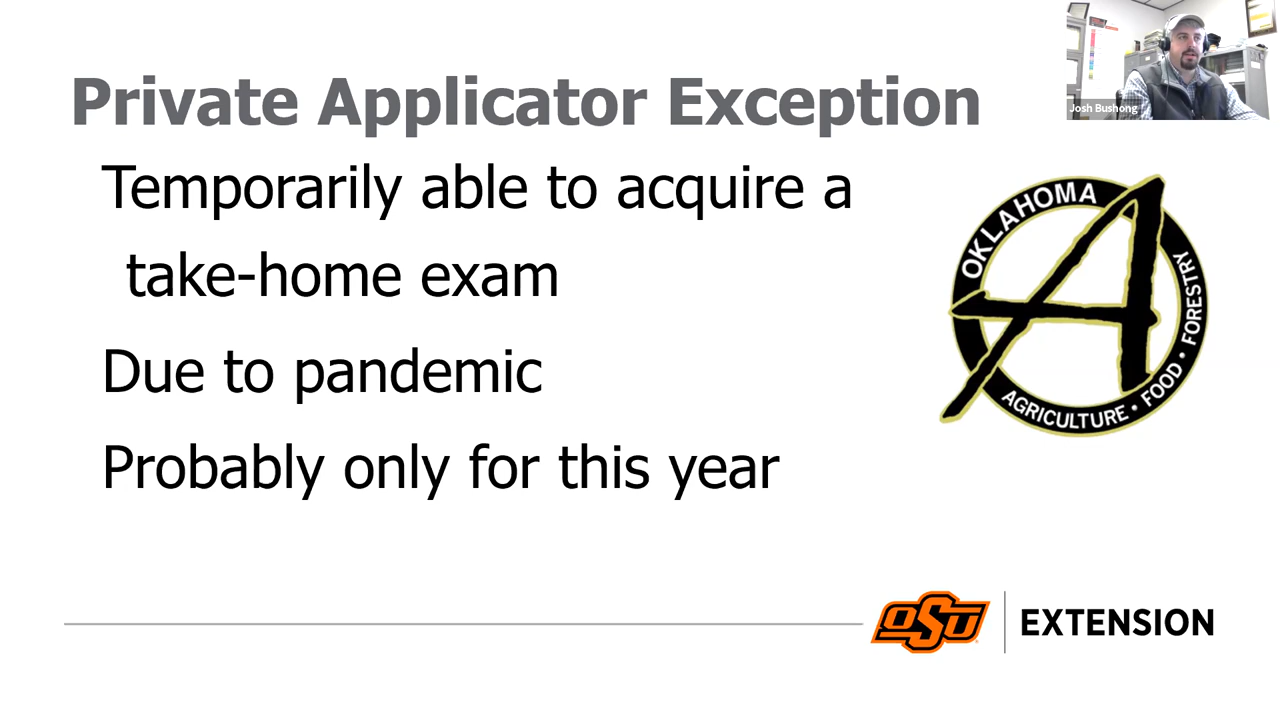 Private Applicator Exception
Temporarily able to acquire a
take-home exam
Due to pandemic
Probably only for this year
Josh Bushong
OKLAHOMA
AGRICULTURE • FOOD • FORESTRY
OSU
EXTENSION